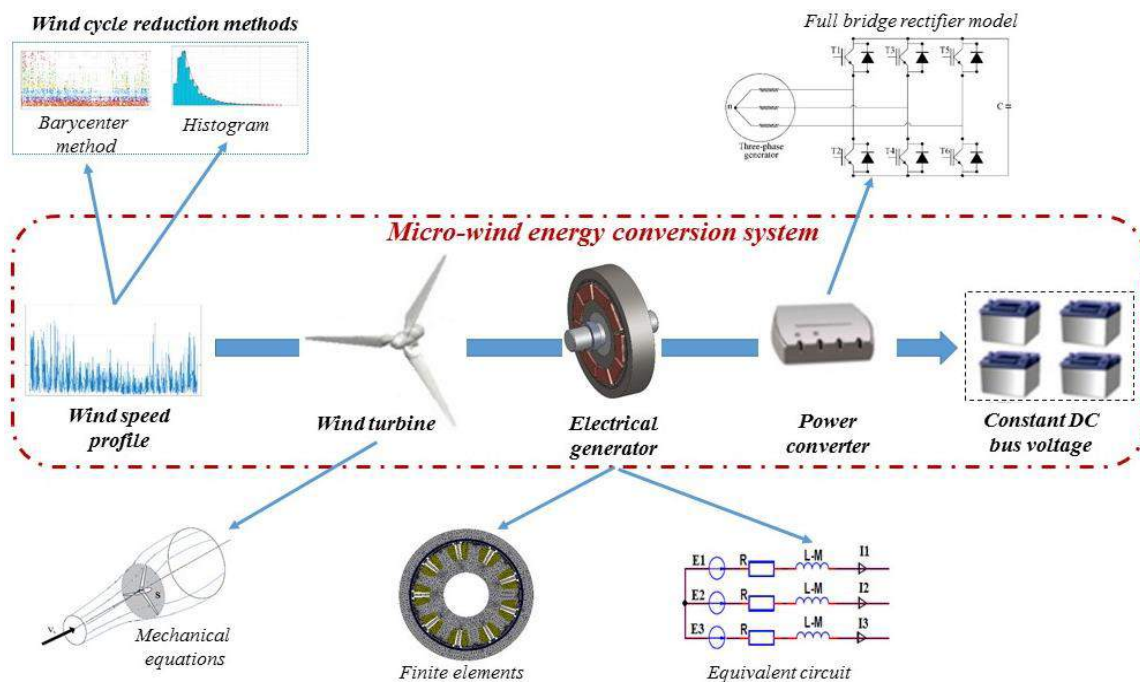 Wind cycle reduction methods
Barycenter
method
Histogram
Full bridge rectifier model
T1
T3
T5
n
C
Three-phase
generator
T2
T4
T6
Micro-wind energy conversion system
Wind speed
profile
Wind turbine
Electrical
generator
Power
converter
Constant DC
bus voltage
S
Mechanical
equations
Finite elements
E1 R L-M I1
E2 R L-M I2
E3 R L-M I3
Equivalent circuit